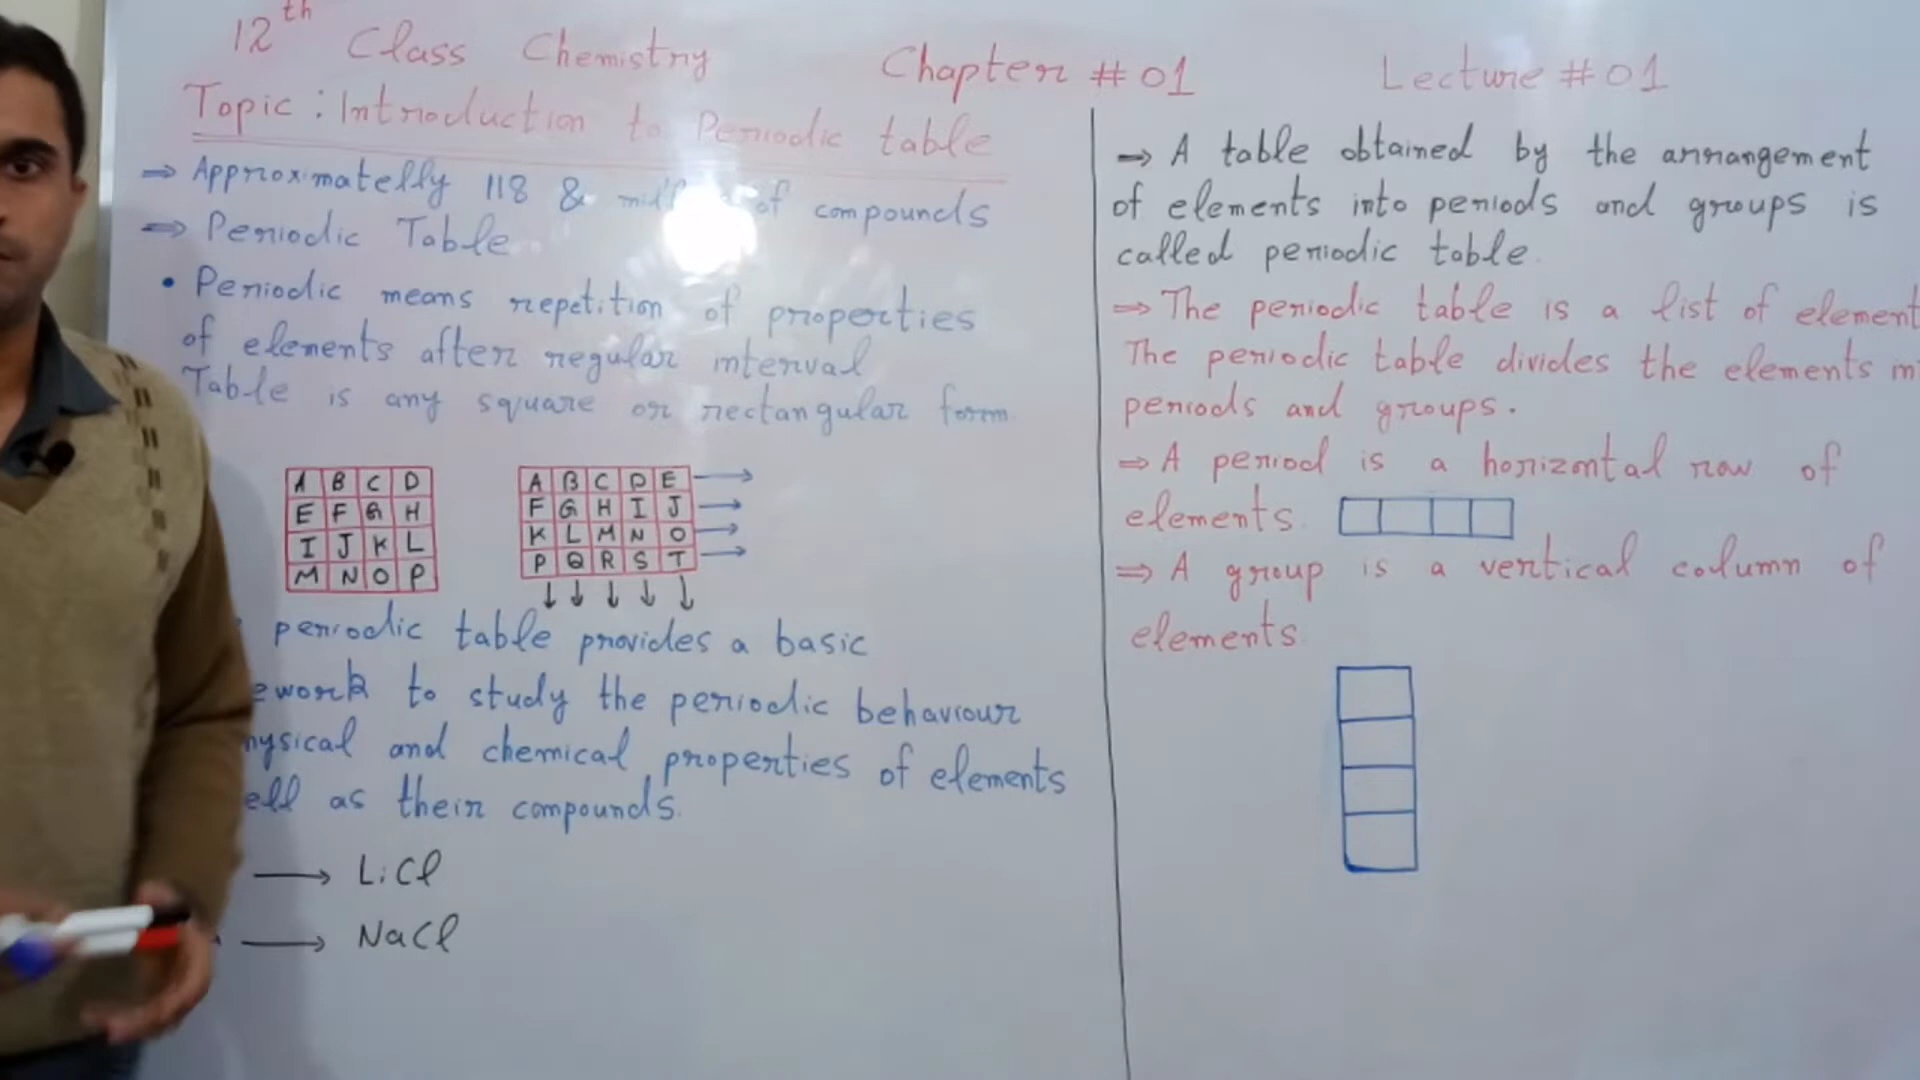 12th Class Chemistry Chapter # 01 Lecture # 01
Topic : Introduction to Periodic table
⇒ Approximatelly 118 & of compounds
⇒ Periodic Table
• Periodic means repetition of properties
of elements after regular interval
Table is any square or rectangular form
A B C D
E F G H
I J K L
M N O P
A B C D E →
F G H I J →
K L M N O →
P Q R S T →
↓ ↓ ↓ ↓ ↓
periodic table provides a basic
ework to study the periodic behaviour
hysical and chemical properties of elements
ell as their compounds.
→ LiCl
→ NaCl
→ A table obtained by the arrangement
of elements into periods and groups is
called periodic table.
⇒ The periodic table is a list of element
The periodic table divides the elements in
periods and groups.
⇒ A period is a horizontal row of
elements.
⇒ A group is a vertical column of
elements